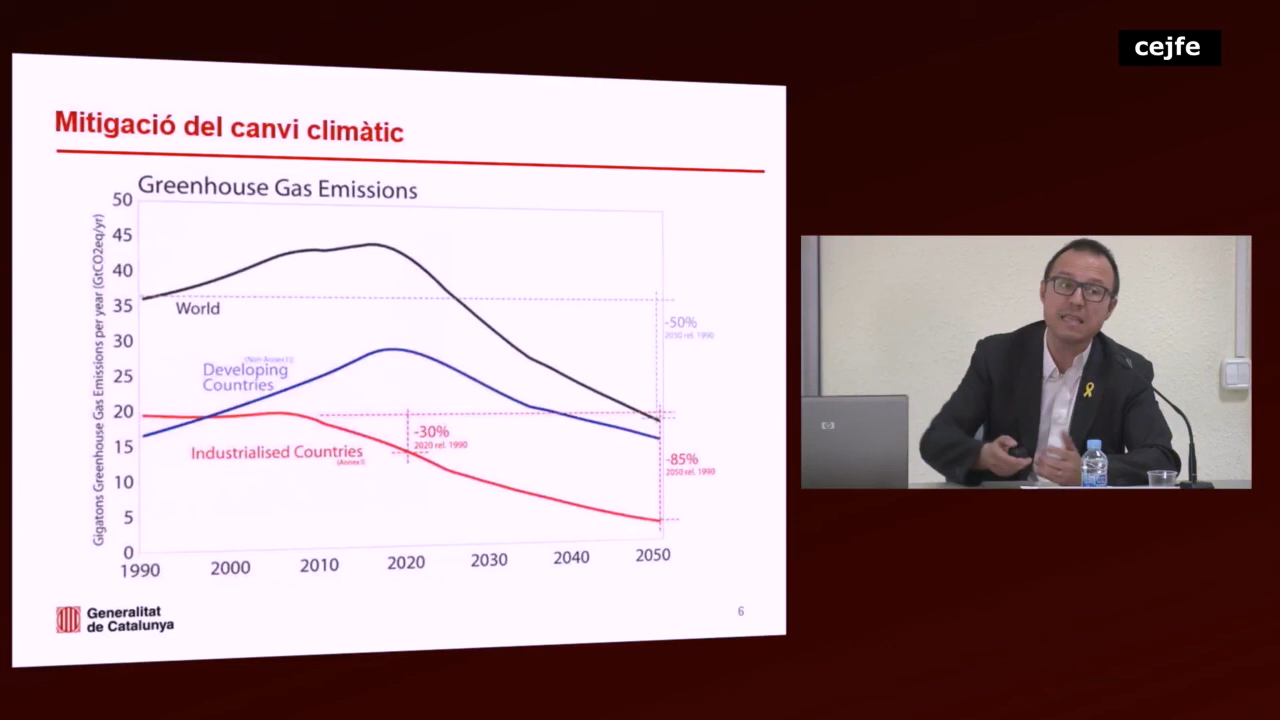 cejfe
Mitigació del canvi climàtic
Greenhouse Gas Emissions
Gigatons Greenhouse Gas Emissions per year (GtCO2eq/yr)
50
45
40
35
30
25
20
15
10
5
0
World
(Non-Annex I)
Developing
Countries
Industrialised Countries
(Annex I)
-30%
2020 rel. 1990
-50%
2050 rel. 1990
-85%
2050 rel. 1990
1990 2000 2010 2020 2030 2040 2050
Generalitat
de Catalunya
6
hp